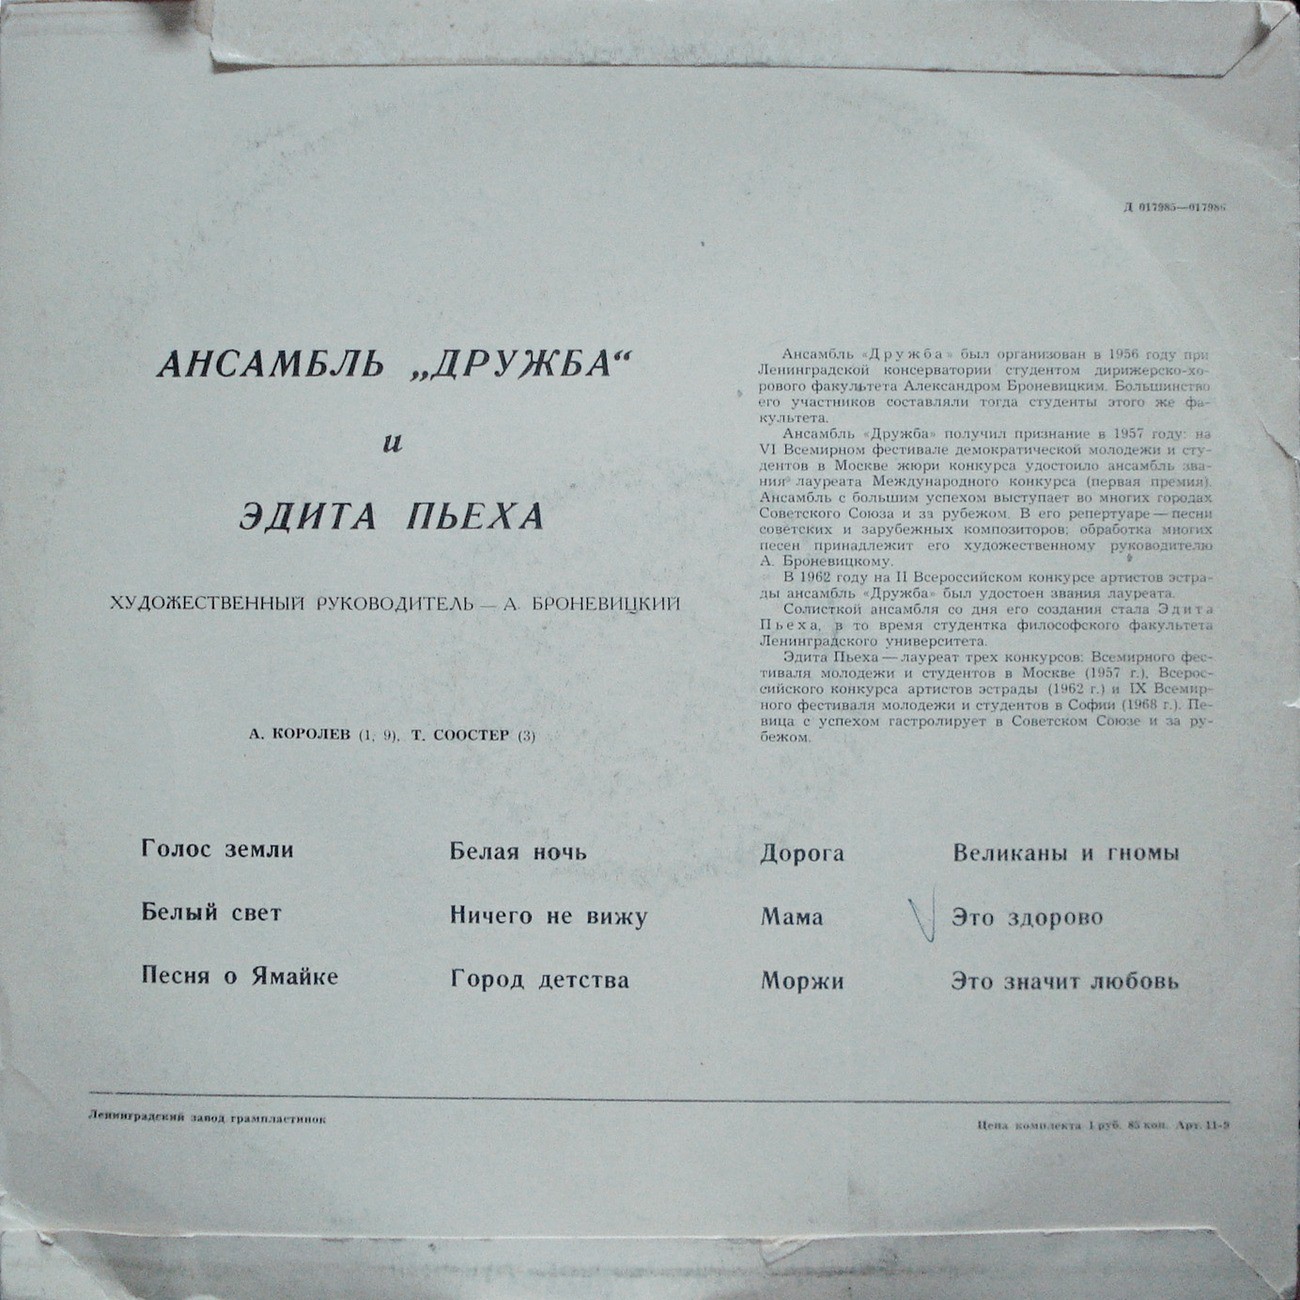 Д 017985—017986
АНСАМБЛЬ „ДРУЖБА“
и
ЭДИТА ПЬЕХА
ХУДОЖЕСТВЕННЫЙ РУКОВОДИТЕЛЬ — А. БРОНЕВИЦКИЙ
А. КОРОЛЕВ (1, 9), Т. СООСТЕР (3)
Ансамбль «Дружба» был организован в 1956 году при
Ленинградской консерватории студентом дирижерско-хо-
рового факультета Александром Броневицким. Большинство
его участников составляли тогда студенты этого же фа-
культета.
Ансамбль «Дружба» получил признание в 1957 году: на
VI Всемирном фестивале демократической молодежи и сту-
дентов в Москве жюри конкурса удостоило ансамбль зва-
ния лауреата Международного конкурса (первая премия).
Ансамбль с большим успехом выступает во многих городах
Советского Союза и за рубежом. В его репертуаре — песни
советских и зарубежных композиторов; обработка многих
песен принадлежит его художественному руководителю
А. Броневицкому.
В 1962 году на II Всероссийском конкурсе артистов эстра-
ды ансамбль «Дружба» был удостоен звания лауреата.
Солисткой ансамбля со дня его создания стала Эдита
Пьеха, в то время студентка философского факультета
Ленинградского университета.
Эдита Пьеха — лауреат трех конкурсов: Всемирного фес-
тиваля молодежи и студентов в Москве (1957 г.), Всерос-
сийского конкурса артистов эстрады (1962 г.) и IX Всемир-
ного фестиваля молодежи и студентов в Софии (1968 г.). Пе-
вица с успехом гастролирует в Советском Союзе и за ру-
бежом.
Голос земли Белая ночь Дорога Великаны и гномы
Белый свет Ничего не вижу Мама Это здорово
Песня о Ямайке Город детства Моржи Это значит любовь
Ленинградский завод грампластинок
Цена комплекта 1 руб. 85 коп. Арт. 11-9